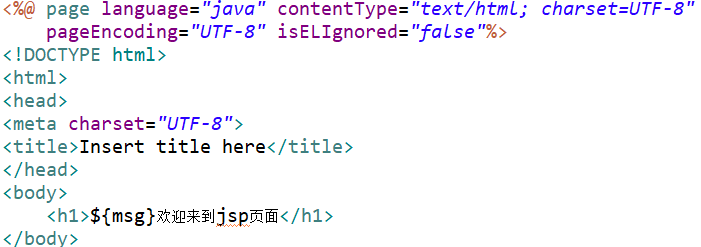 <%@ page language="java" contentType="text/html; charset=UTF-8"
    pageEncoding="UTF-8" isELIgnored="false"%>
<!DOCTYPE html>
<html>
<head>
<meta charset="UTF-8">
<title>Insert title here</title>
</head>
<body>
    <h1>${msg}欢迎来到jsp页面</h1>
</body>